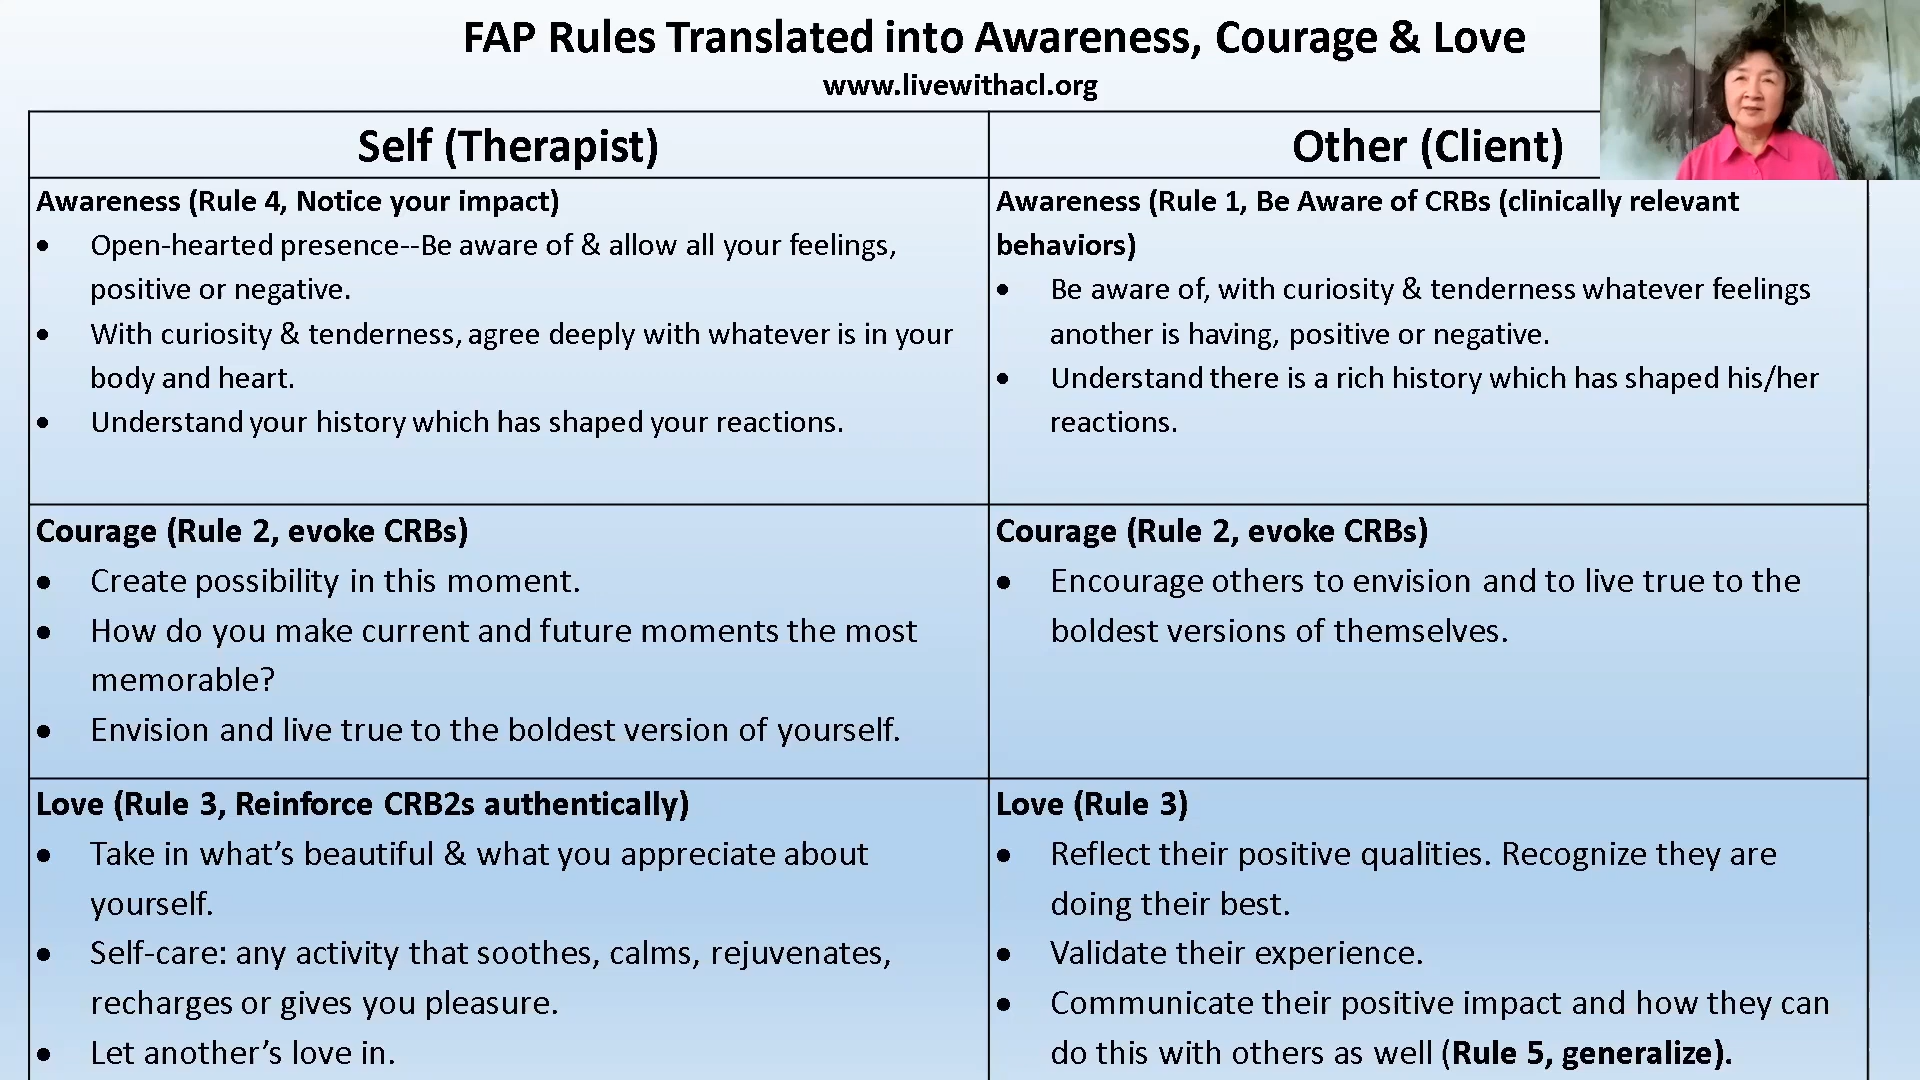 FAP Rules Translated into Awareness, Courage & Love
www.livewithacl.org
Self (Therapist)
Other (Client)
Awareness (Rule 4, Notice your impact)
• Open-hearted presence--Be aware of & allow all your feelings,
positive or negative.
• With curiosity & tenderness, agree deeply with whatever is in your
body and heart.
• Understand your history which has shaped your reactions.
Awareness (Rule 1, Be Aware of CRBs (clinically relevant
behaviors)
• Be aware of, with curiosity & tenderness whatever feelings
another is having, positive or negative.
• Understand there is a rich history which has shaped his/her
reactions.
Courage (Rule 2, evoke CRBs)
• Create possibility in this moment.
• How do you make current and future moments the most
memorable?
• Envision and live true to the boldest version of yourself.
Courage (Rule 2, evoke CRBs)
• Encourage others to envision and to live true to the
boldest versions of themselves.
Love (Rule 3, Reinforce CRB2s authentically)
• Take in what’s beautiful & what you appreciate about
yourself.
• Self-care: any activity that soothes, calms, rejuvenates,
recharges or gives you pleasure.
• Let another’s love in.
Love (Rule 3)
• Reflect their positive qualities. Recognize they are
doing their best.
• Validate their experience.
• Communicate their positive impact and how they can
do this with others as well (Rule 5, generalize).